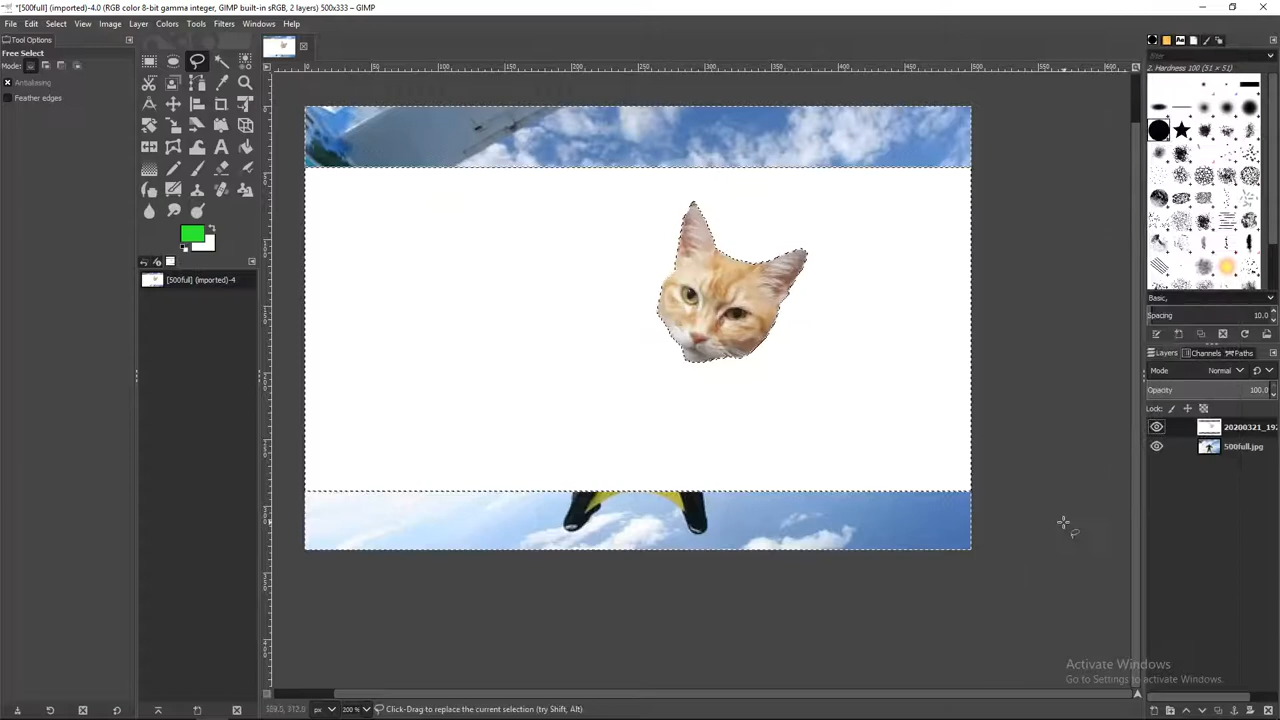 *[500full] (imported)-4.0 (RGB color 8-bit gamma integer, GIMP built-in sRGB, 2 layers) 500x333 – GIMP
File Edit Select View Image Layer Colors Tools Filters Windows Help
Tool Options
Free Select
Mode:
Antialiasing
Feather edges
[500full] (imported)-4
2. Hardness 100 (51 × 51)
Basic,
Spacing 10.0
Layers Channels Paths
Mode Normal
Opacity 100.0
Lock:
20200321_19
500full.jpg
Activate Windows
Go to Settings to activate Windows.
559.5, 312.0 px 200 % Click-Drag to replace the current selection (try Shift, Alt)